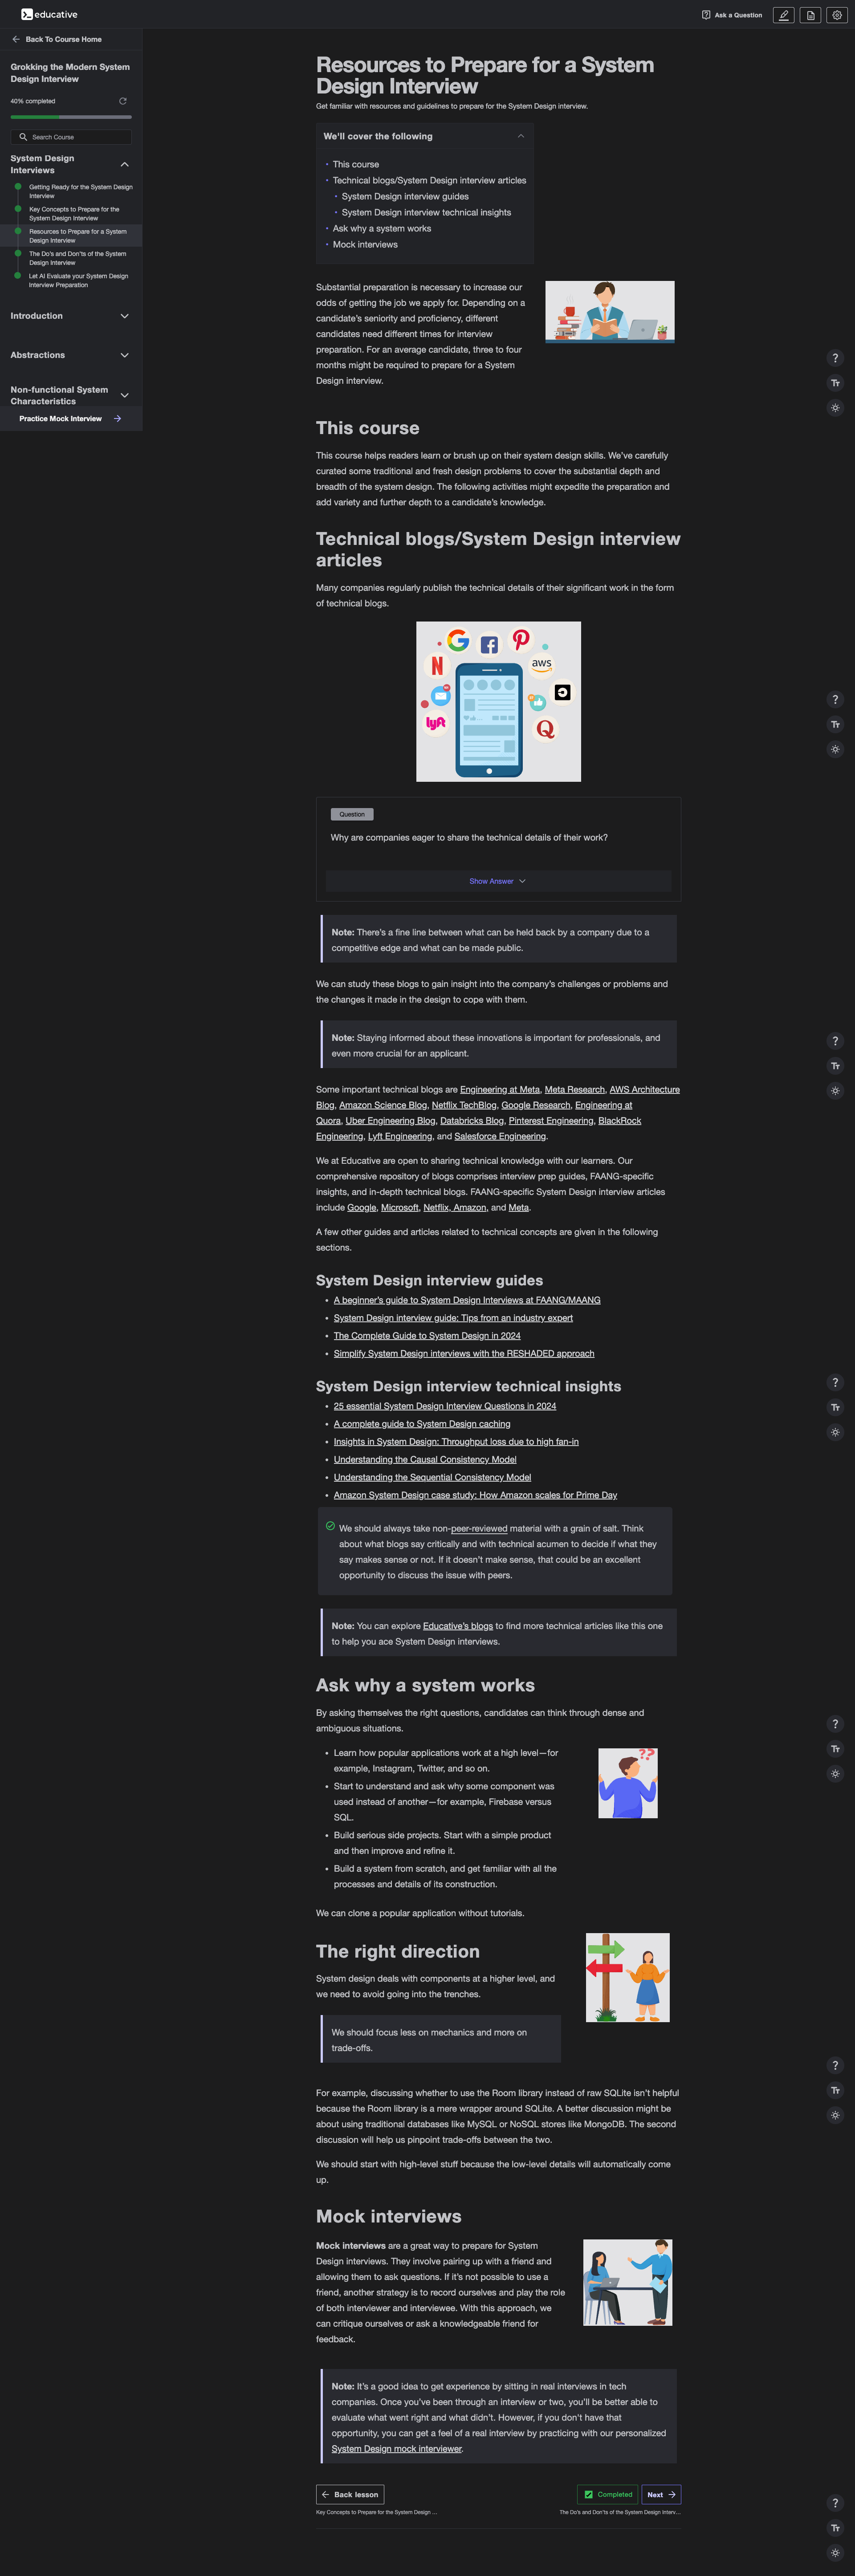 educative
Ask a Question
Back To Course Home
Grokking the Modern System
Design Interview
40% completed
Search Course
System Design
Interviews
Getting Ready for the System Design
Interview
Key Concepts to Prepare for the
System Design Interview
Resources to Prepare for a System
Design Interview
The Do's and Don'ts of the System
Design Interview
Let AI Evaluate your System Design
Interview Preparation
Introduction
Abstractions
Non-functional System
Characteristics
Practice Mock Interview
Resources to Prepare for a System
Design Interview
Get familiar with resources and guidelines to prepare for the System Design interview.
We'll cover the following
This course
Technical blogs/System Design interview articles
System Design interview guides
System Design interview technical insights
Ask why a system works
Mock interviews
Substantial preparation is necessary to increase our
odds of getting the job we apply for. Depending on a
candidate's seniority and proficiency, different
candidates need different times for interview
preparation. For an average candidate, three to four
months might be required to prepare for a System
Design interview.
?
Tт
This course
This course helps readers learn or brush up on their system design skills. We've carefully
curated some traditional and fresh design problems to cover the substantial depth and
breadth of the system design. The following activities might expedite the preparation and
add variety and further depth to a candidate's knowledge.
Technical blogs/System Design interview
articles
Many companies regularly publish the technical details of their significant work in the form
of technical blogs.
aws
N
lyft
Q
?
Tт
Question
Why are companies eager to share the technical details of their work?
Show Answer
Note: There's a fine line between what can be held back by a company due to a
competitive edge and what can be made public.
We can study these blogs to gain insight into the company's challenges or problems and
the changes it made in the design to cope with them.
Note: Staying informed about these innovations is important for professionals, and
even more crucial for an applicant.
?
Tт
Some important technical blogs are Engineering at Meta, Meta Research, AWS Architecture
Blog, Amazon Science Blog, Netflix TechBlog, Google Research, Engineering at
Quora, Uber Engineering Blog, Databricks Blog, Pinterest Engineering, BlackRock
Engineering, Lyft Engineering, and Salesforce Engineering.
We at Educative are open to sharing technical knowledge with our learners. Our
comprehensive repository of blogs comprises interview prep guides, FAANG-specific
insights, and in-depth technical blogs. FAANG-specific System Design interview articles
include Google, Microsoft, Netflix, Amazon, and Meta.
A few other guides and articles related to technical concepts are given in the following
sections.
System Design interview guides
A beginner's guide to System Design Interviews at FAANG/MAANG
System Design interview guide: Tips from an industry expert
The Complete Guide to System Design in 2024
Simplify System Design interviews with the RESHADED approach
System Design interview technical insights
25 essential System Design Interview Questions in 2024
A complete guide to System Design caching
Insights in System Design: Throughput loss due to high fan-in
Understanding the Causal Consistency Model
Understanding the Sequential Consistency Model
Amazon System Design case study: How Amazon scales for Prime Day
?
Tт
We should always take non-peer-reviewed material with a grain of salt. Think
about what blogs say critically and with technical acumen to decide if what they
say makes sense or not. If it doesn't make sense, that could be an excellent
opportunity to discuss the issue with peers.
Note: You can explore Educative's blogs to find more technical articles like this one
to help you ace System Design interviews.
Ask why a system works
By asking themselves the right questions, candidates can think through dense and
ambiguous situations.
Learn how popular applications work at a high level—for
example, Instagram, Twitter, and so on.
Start to understand and ask why some component was
used instead of another—for example, Firebase versus
SQL.
Build serious side projects. Start with a simple product
and then improve and refine it.
Build a system from scratch, and get familiar with all the
processes and details of its construction.
??
?
Tт
We can clone a popular application without tutorials.
The right direction
System design deals with components at a higher level, and
we need to avoid going into the trenches.
We should focus less on mechanics and more on
trade-offs.
?
Tт
For example, discussing whether to use the Room library instead of raw SQLite isn't helpful
because the Room library is a mere wrapper around SQLite. A better discussion might be
about using traditional databases like MySQL or NoSQL stores like MongoDB. The second
discussion will help us pinpoint trade-offs between the two.
We should start with high-level stuff because the low-level details will automatically come
up.
Mock interviews
Mock interviews are a great way to prepare for System
Design interviews. They involve pairing up with a friend and
allowing them to ask questions. If it's not possible to use a
friend, another strategy is to record ourselves and play the role
of both interviewer and interviewee. With this approach, we
can critique ourselves or ask a knowledgeable friend for
feedback.
Note: It's a good idea to get experience by sitting in real interviews in tech
companies. Once you've been through an interview or two, you'll be better able to
evaluate what went right and what didn't. However, if you don't have that
opportunity, you can get a feel of a real interview by practicing with our personalized
System Design mock interviewer.
Back lesson
Completed
Next
Key Concepts to Prepare for the System Design ...
The Do's and Don'ts of the System Design Interv...
?
Tт